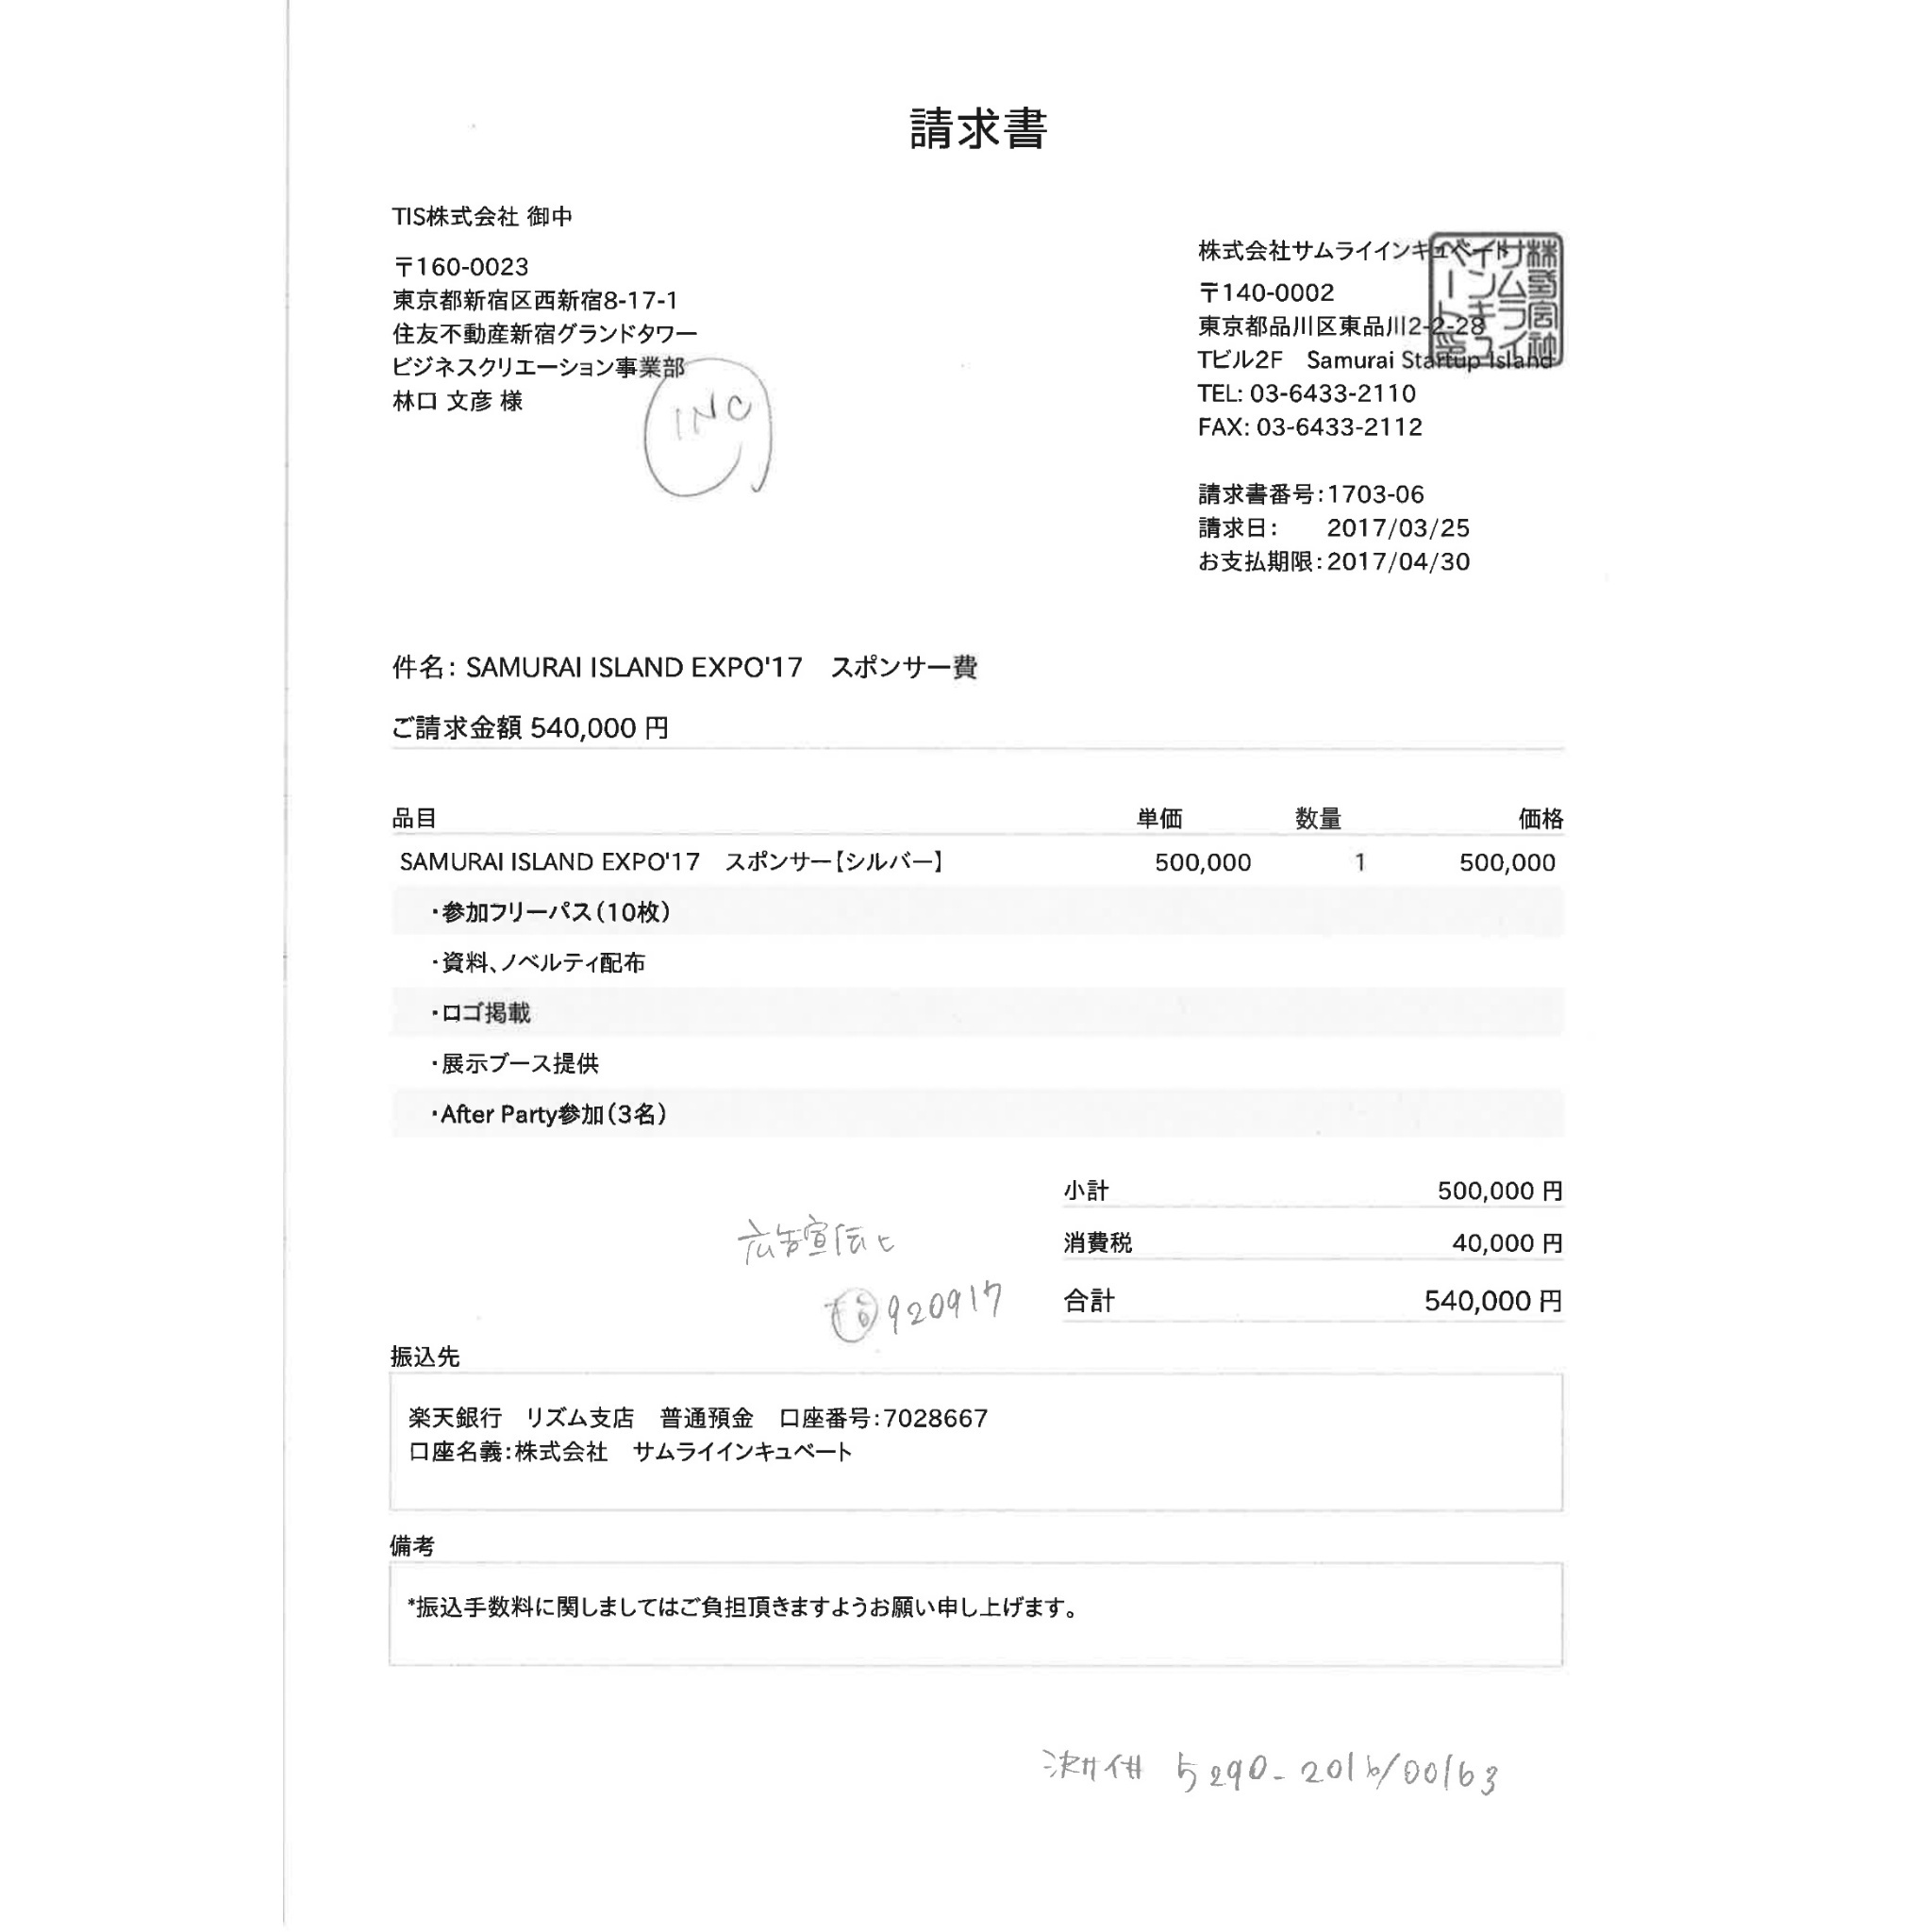 請求書
TIS株式会社 御中
〒160-0023
東京都新宿区西新宿8-17-1
住友不動産新宿グランドタワー
ビジネスクリエーション事業部
林口 文彦 様
INC
株式会社サムライインキュベート
〒140-0002
東京都品川区東品川2-2-28
Tビル2F　Samurai Startup Island
TEL: 03-6433-2110
FAX: 03-6433-2112
株式会社サムライインキュベート印
請求書番号:1703-06
請求日:　2017/03/25
お支払期限:2017/04/30
件名: SAMURAI ISLAND EXPO'17　スポンサー費
ご請求金額 540,000 円
品目 単価 数量 価格
SAMURAI ISLAND EXPO'17　スポンサー【シルバー】 500,000 1 500,000
・参加フリーパス(10枚)
・資料、ノベルティ配布
・ロゴ掲載
・展示ブース提供
・After Party参加(3名)
小計 500,000 円
消費税 40,000 円
合計 540,000 円
広告宣伝ヒ
920917
振込先
楽天銀行　リズム支店　普通預金　口座番号:7028667
口座名義:株式会社　サムライインキュベート
備考
*振込手数料に関しましてはご負担頂きますようお願い申し上げます。
5290-2016/00163